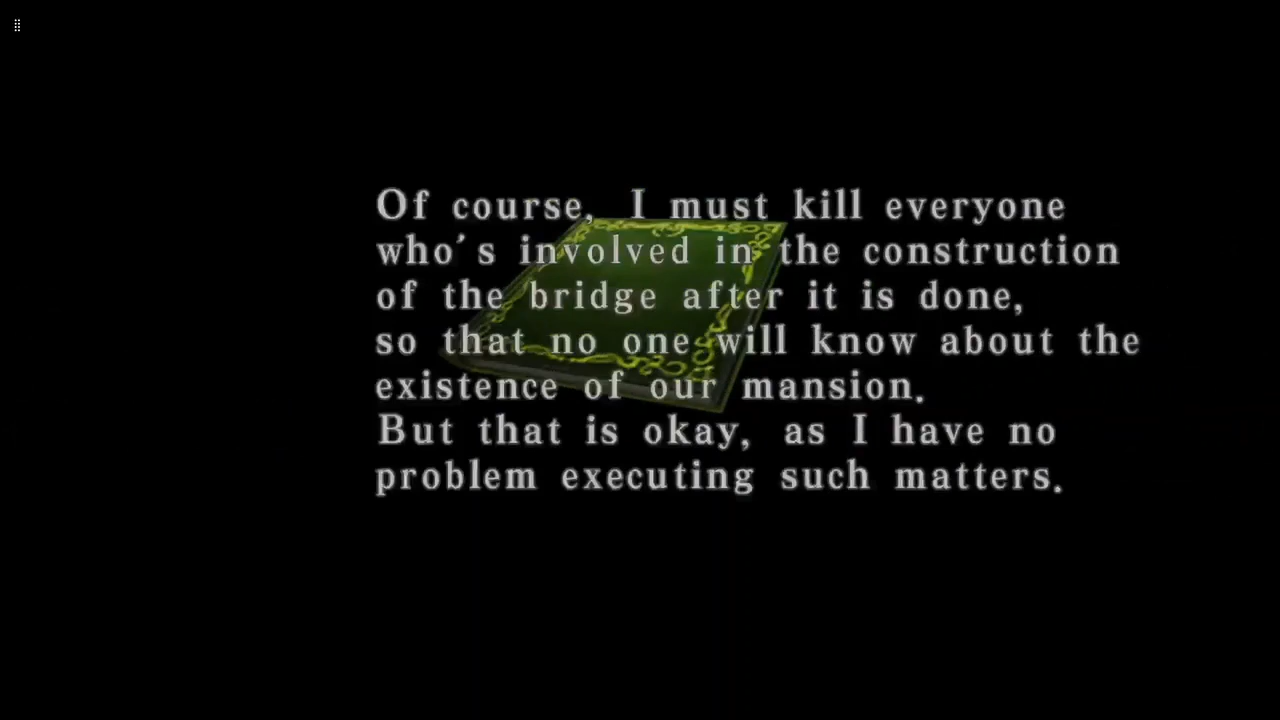 Of course, I must kill everyone
who's involved in the construction
of the bridge after it is done,
so that no one will know about the
existence of our mansion.
But that is okay, as I have no
problem executing such matters.